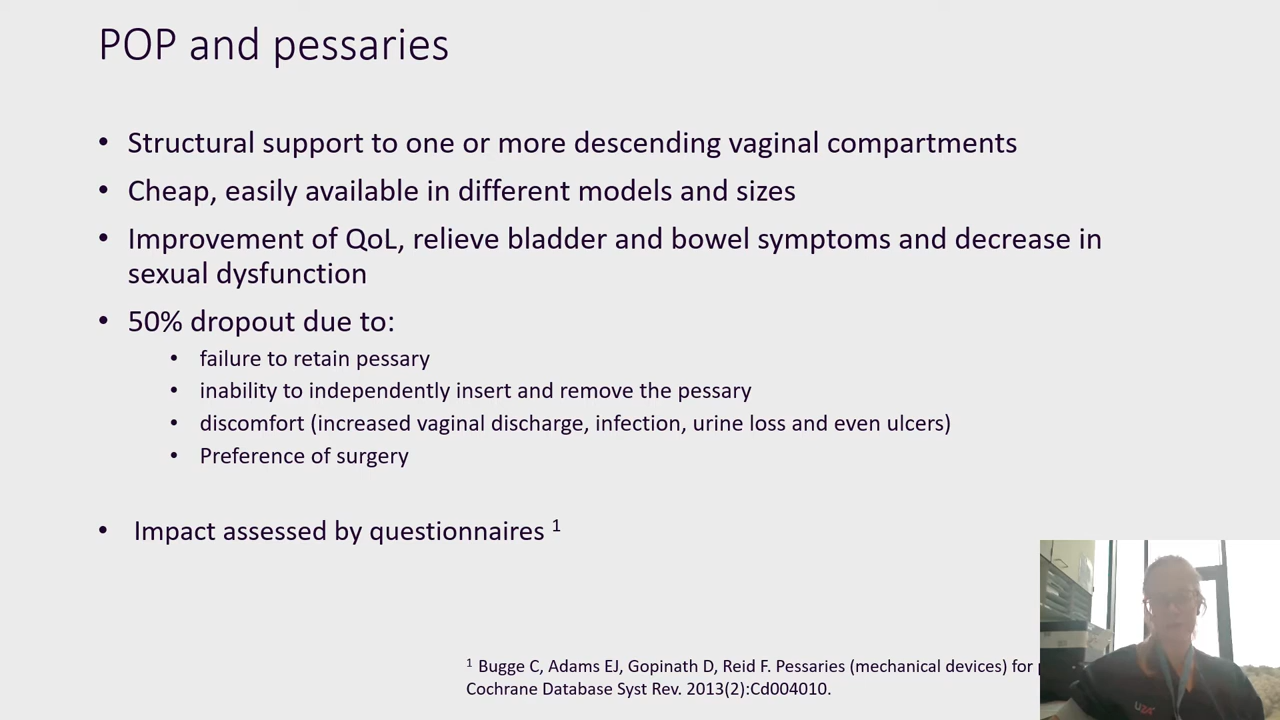 POP and pessaries
• Structural support to one or more descending vaginal compartments
• Cheap, easily available in different models and sizes
• Improvement of QoL, relieve bladder and bowel symptoms and decrease in
sexual dysfunction
• 50% dropout due to:
• failure to retain pessary
• inability to independently insert and remove the pessary
• discomfort (increased vaginal discharge, infection, urine loss and even ulcers)
• Preference of surgery
• Impact assessed by questionnaires ¹
¹ Bugge C, Adams EJ, Gopinath D, Reid F. Pessaries (mechanical devices) for
Cochrane Database Syst Rev. 2013(2):Cd004010.
UZA